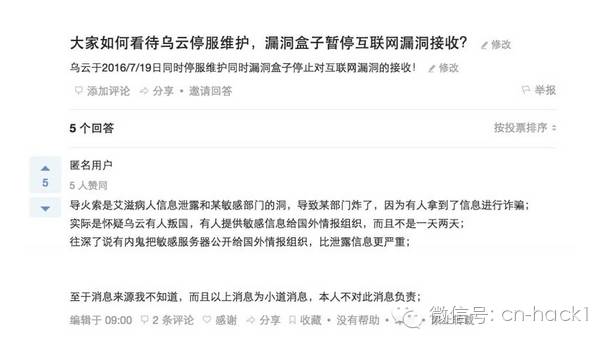 大家如何看待乌云停服维护，漏洞盒子暂停互联网漏洞接收？ 修改
乌云于2016/7/19日同时停服维护同时漏洞盒子停止对互联网漏洞的接收！ 修改
添加评论 分享 • 邀请回答 举报
5 个回答 按投票排序
匿名用户
5
5 人赞同
导火索是艾滋病人信息泄露和某敏感部门的洞，导致某部门炸了，因为有人拿到了信息进行诈骗；
实际是怀疑乌云有人叛国，有人提供敏感信息给国外情报组织，而且不是一天两天；
往深了说有内鬼把敏感服务器公开给国外情报组织，比泄露信息更严重；
至于消息来源我不知道，而且以上消息为小道消息，本人不对此消息负责；
编辑于 09:00 2 条评论 感谢 分享 收藏 • 没有帮助 •
微信号: cn-hack1